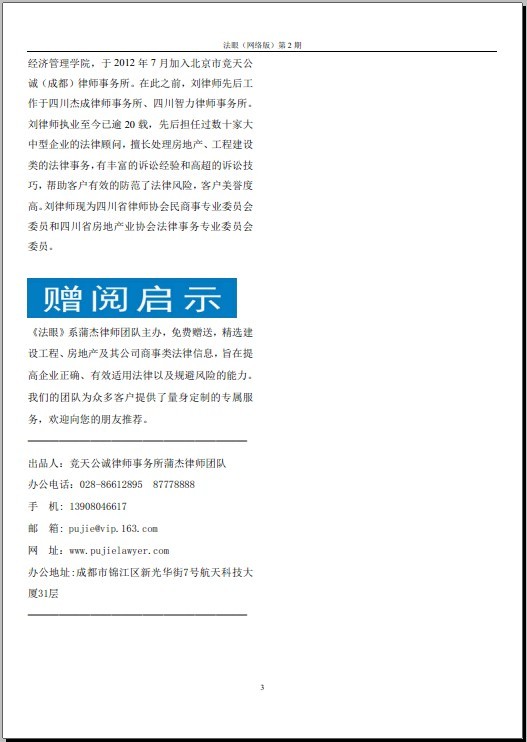 法眼（网络版）第 2 期
经济管理学院，于 2012 年 7 月加入北京市竞天公
诚（成都）律师事务所。在此之前，刘律师先后工
作于四川杰成律师事务所、四川智力律师事务所。
刘律师执业至今已逾 20 载，先后担任过数十家大
中型企业的法律顾问，擅长处理房地产、工程建设
类的法律事务，有丰富的诉讼经验和高超的诉讼技
巧，帮助客户有效的防范了法律风险，客户美誉度
高。刘律师现为四川省律师协会民商事专业委员会
委员和四川省房地产业协会法律事务专业委员会
委员。
赠阅启示
《法眼》系蒲杰律师团队主办，免费赠送，精选建
设工程、房地产及其公司商事类法律信息，旨在提
高企业正确、有效适用法律以及规避风险的能力。
我们的团队为众多客户提供了量身定制的专属服
务，欢迎向您的朋友推荐。
出品人：竞天公诚律师事务所蒲杰律师团队
办公电话：028-86612895 87778888
手 机：13908046617
邮 箱：pujie@vip.163.com
网 址：www.pujielawyer.com
办公地址:成都市锦江区新光华街7号航天科技大
厦31层
3